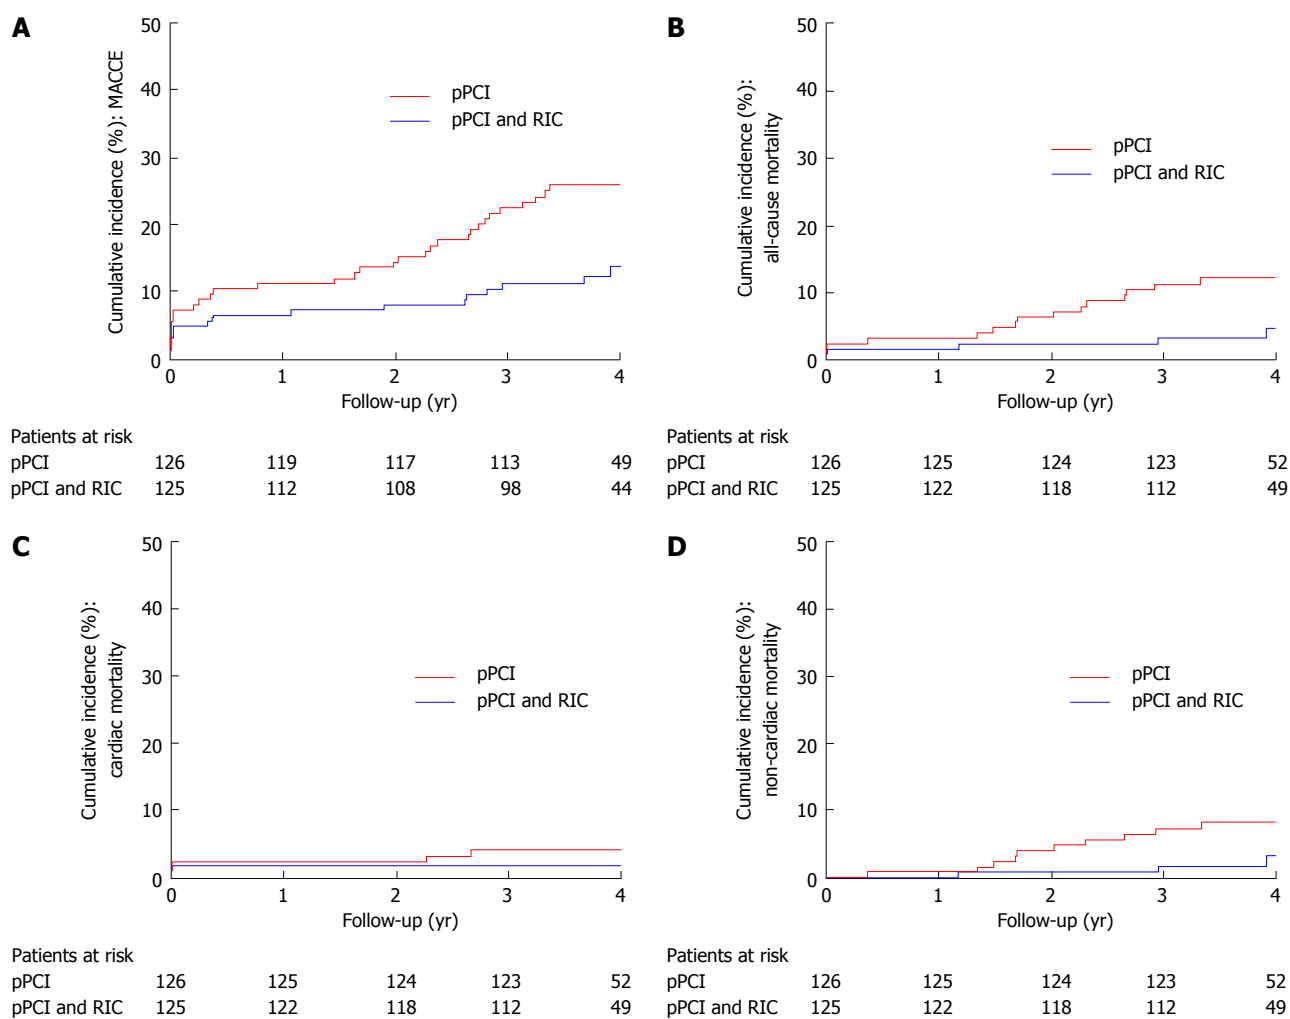 A
Cumulative incidence (%): MACCE
50
40
30
20
10
0
pPCI
pPCI and RIC
0 1 2 3 4
Follow-up (yr)
Patients at risk
pPCI 126 119 117 113 49
pPCI and RIC 125 112 108 98 44
B
Cumulative incidence (%):
all-cause mortality
50
40
30
20
10
0
pPCI
pPCI and RIC
0 1 2 3 4
Follow-up (yr)
Patients at risk
pPCI 126 125 124 123 52
pPCI and RIC 125 122 118 112 49
C
Cumulative incidence (%):
cardiac mortality
50
40
30
20
10
0
pPCI
pPCI and RIC
0 1 2 3 4
Follow-up (yr)
Patients at risk
pPCI 126 125 124 123 52
pPCI and RIC 125 122 118 112 49
D
Cumulative incidence (%):
non-cardiac mortality
50
40
30
20
10
0
pPCI
pPCI and RIC
0 1 2 3 4
Follow-up (yr)
Patients at risk
pPCI 126 125 124 123 52
pPCI and RIC 125 122 118 112 49